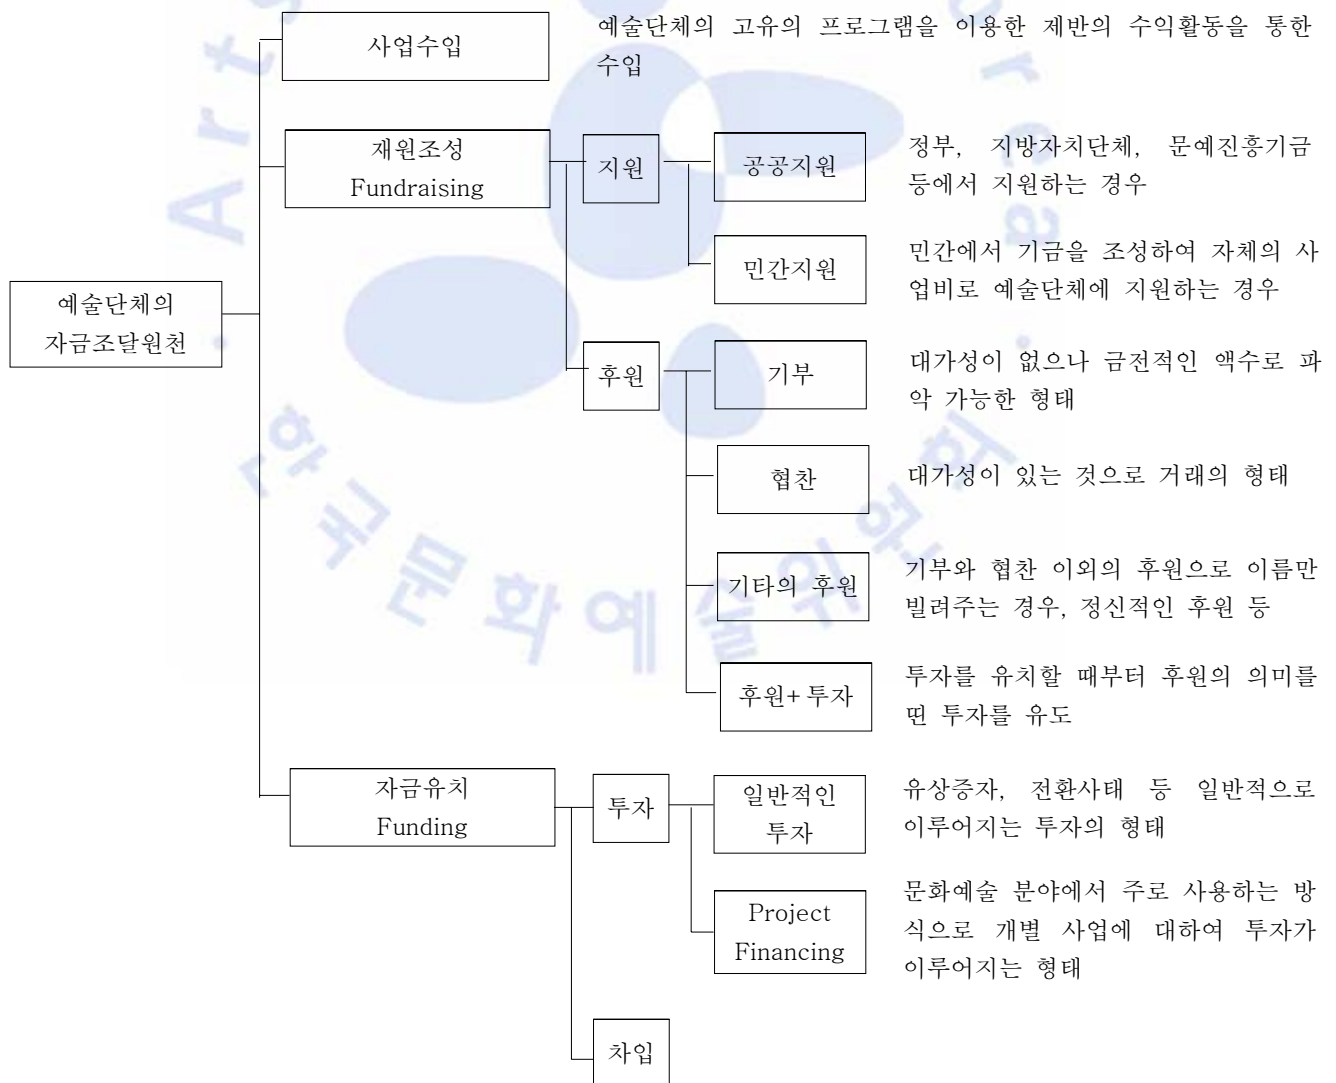 사업수입
예술단체의 고유의 프로그램을 이용한 제반의 수익활동을 통한
수입
재원조성
Fundraising
지원
공공지원
정부, 지방자치단체, 문예진흥기금
등에서 지원하는 경우
민간지원
민간에서 기금을 조성하여 자체의 사
업비로 예술단체에 지원하는 경우
예술단체의
자금조달원천
후원
기부
대가성이 없으나 금전적인 액수로 파
악 가능한 형태
협찬
대가성이 있는 것으로 거래의 형태
기타의 후원
기부와 협찬 이외의 후원으로 이름만
빌려주는 경우, 정신적인 후원 등
후원+ 투자
투자를 유치할 때부터 후원의 의미를
띤 투자를 유도
자금유치
Funding
투자
일반적인
투자
유상증자, 전환사태 등 일반적으로
이루어지는 투자의 형태
Project
Financing
문화예술 분야에서 주로 사용하는 방
식으로 개별 사업에 대하여 투자가
이루어지는 형태
차입
Arts
rea
한국문화예술위원회